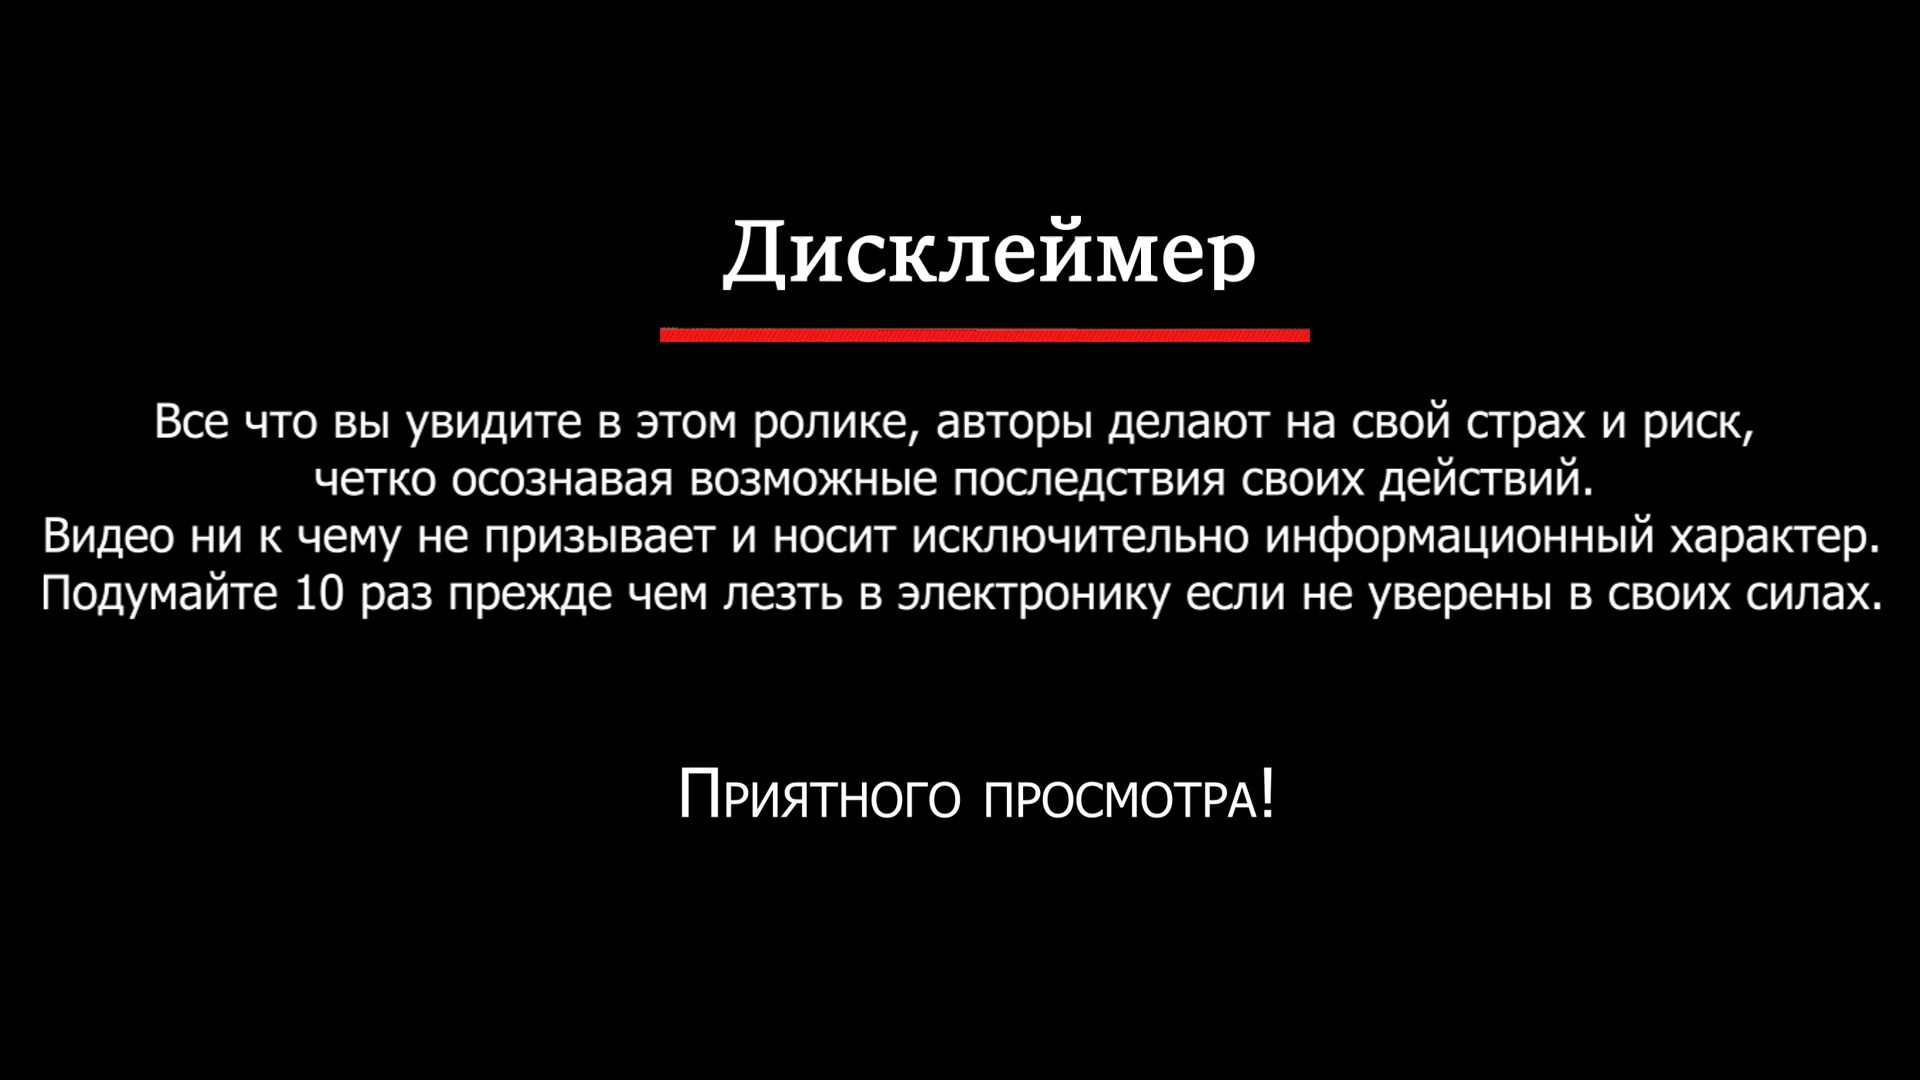 Дисклеймер
Все что вы увидите в этом ролике, авторы делают на свой страх и риск,
четко осознавая возможные последствия своих действий.
Видео ни к чему не призывает и носит исключительно информационный характер.
Подумайте 10 раз прежде чем лезть в электронику если не уверены в своих силах.
Приятного просмотра!